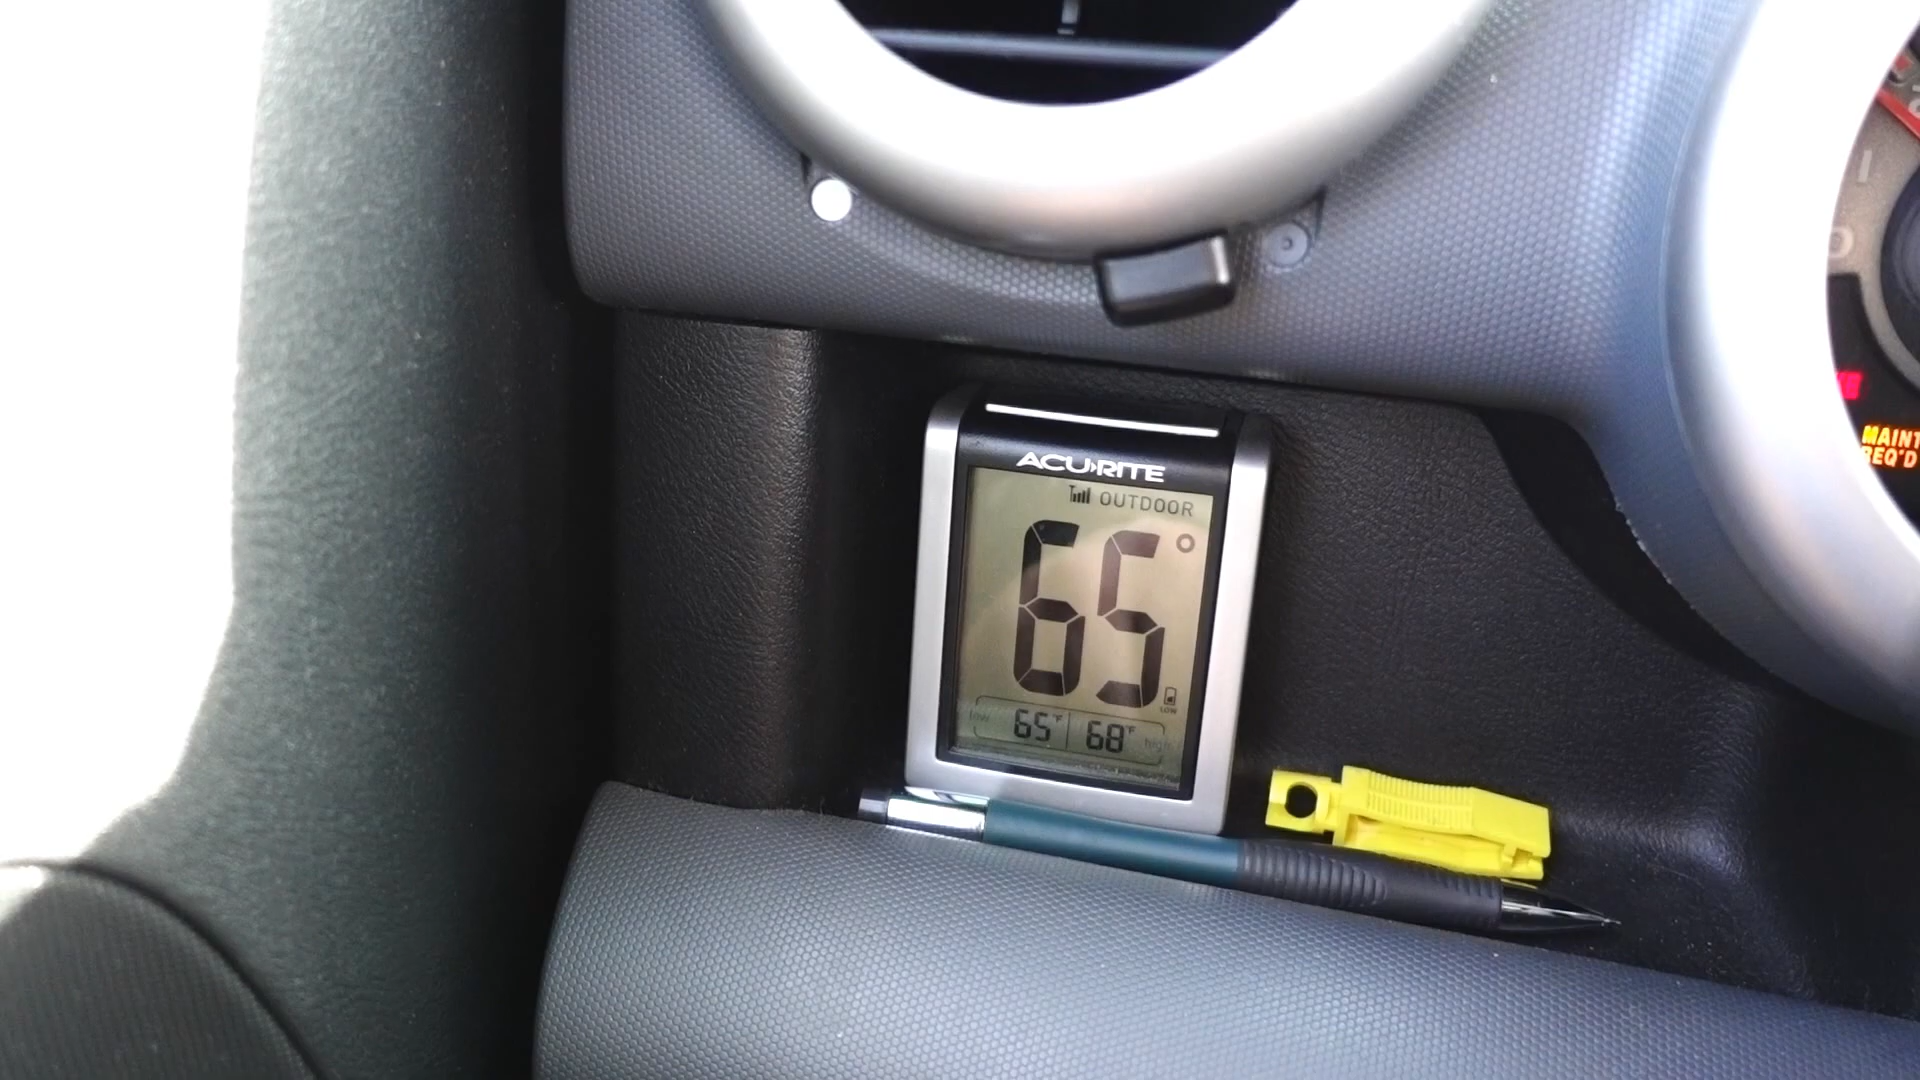 ACU›RITE
OUTDOOR
65°
LOW
low 65°F 68°F high
MAINT
REQ'D